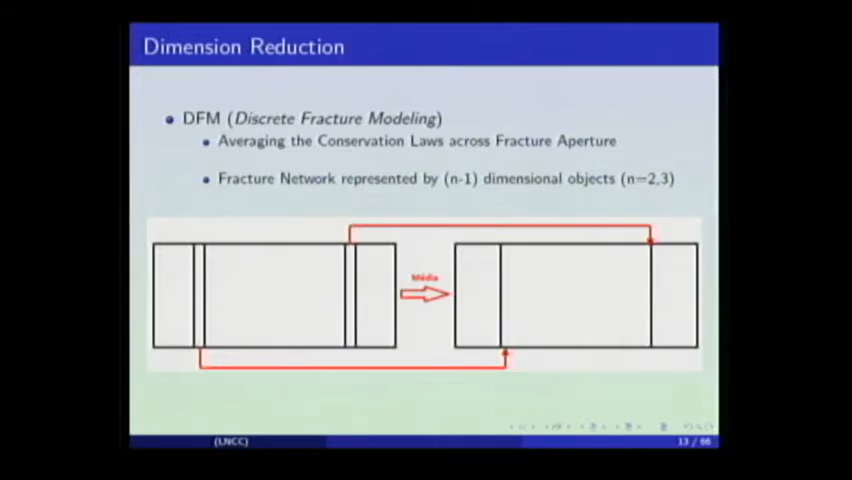 Dimension Reduction
DFM (Discrete Fracture Modeling)
Averaging the Conservation Laws across Fracture Aperture
Fracture Network represented by (n-1) dimensional objects (n=2,3)
Média
(LNCC)
13 / 66